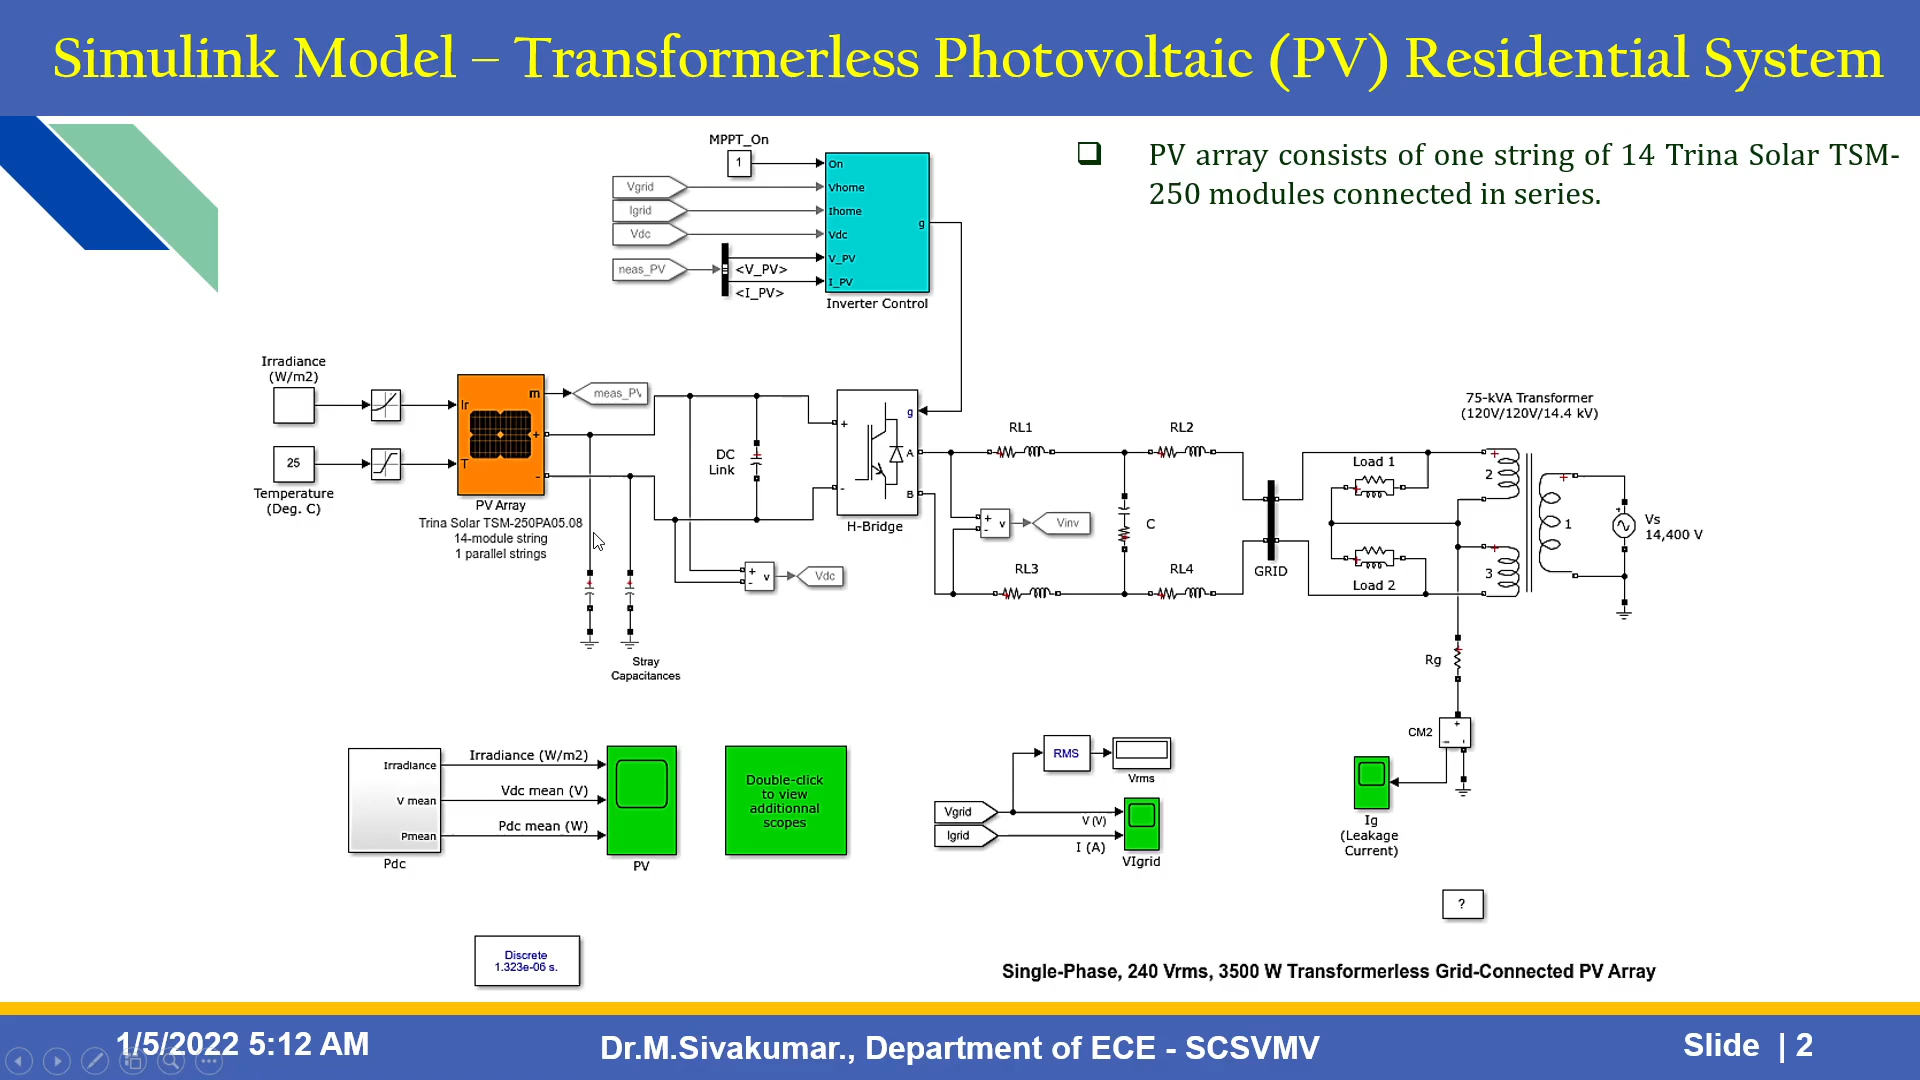 Simulink Model – Transformerless Photovoltaic (PV) Residential System
PV array consists of one string of 14 Trina Solar TSM-
250 modules connected in series.
MPPT_On
1
On
Vgrid
Vhome
Igrid
Ihome
Vdc
Vdc
g
neas_PV
<V_PV>
V_PV
<I_PV>
I_PV
Inverter Control
Irradiance
(W/m2)
Ir
m
meas_PV
+
-
T
25
Temperature
(Deg. C)
PV Array
Trina Solar TSM-250PA05.08
14-module string
1 parallel strings
DC
Link
+
-
g
A
B
H-Bridge
+
-
v
Vdc
Stray
Capacitances
RL1
RL2
+
-
v
Vinv
C
RL3
RL4
GRID
75-kVA Transformer
(120V/120V/14.4 kV)
Load 1
Load 2
2
3
1
Vs
14,400 V
Rg
CM2
Ig
(Leakage
Current)
Irradiance
Irradiance (W/m2)
V mean
Vdc mean (V)
Pmean
Pdc mean (W)
Pdc
PV
Double-click
to view
additionnal
scopes
RMS
Vrms
Vgrid
V (V)
Igrid
I (A)
VIgrid
?
Discrete
1.323e-06 s.
Single-Phase, 240 Vrms, 3500 W Transformerless Grid-Connected PV Array
1/5/2022 5:12 AM
Dr.M.Sivakumar., Department of ECE - SCSVMV
Slide | 2